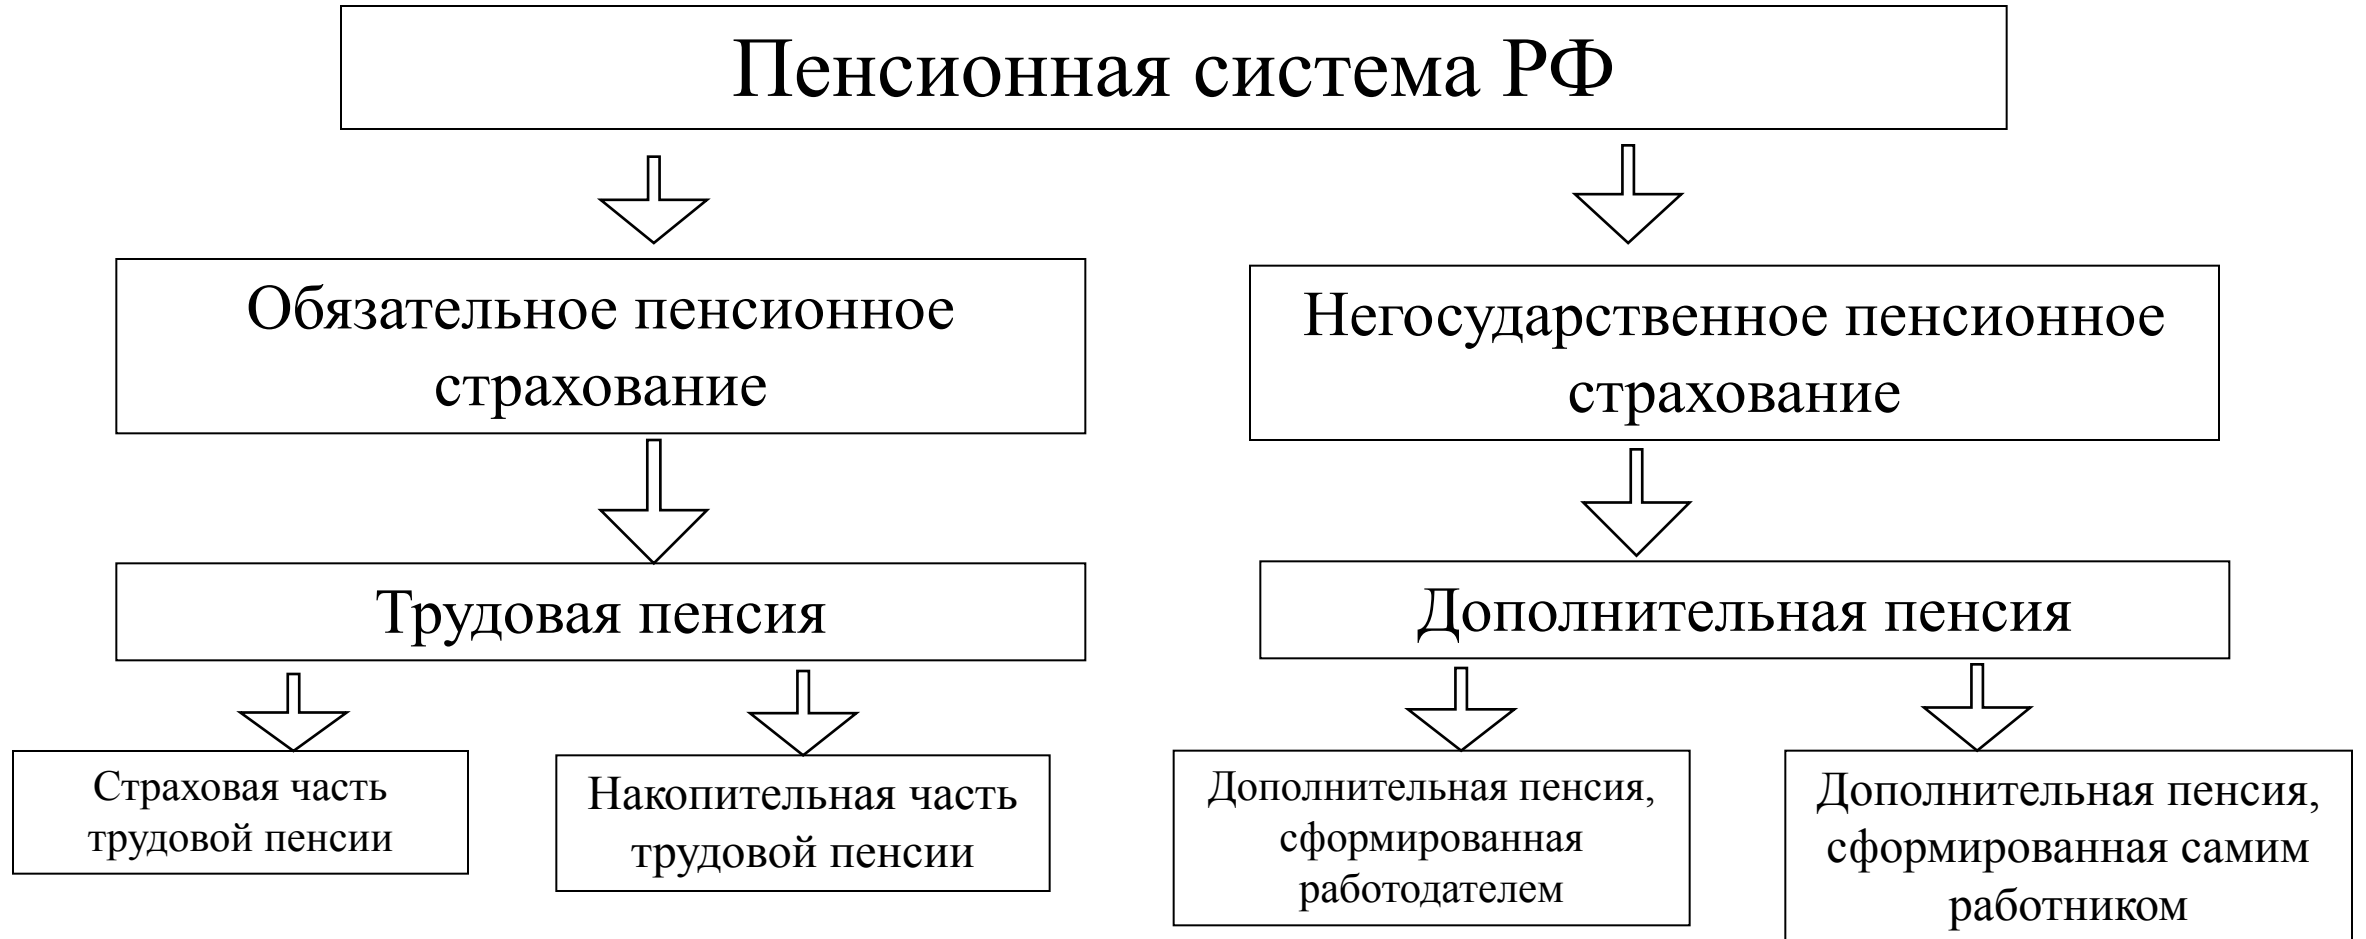 Пенсионная система РФ
Обязательное пенсионное
страхование
Негосударственное пенсионное
страхование
Трудовая пенсия
Дополнительная пенсия
Страховая часть
трудовой пенсии
Накопительная часть
трудовой пенсии
Дополнительная пенсия,
сформированная
работодателем
Дополнительная пенсия,
сформированная самим
работником